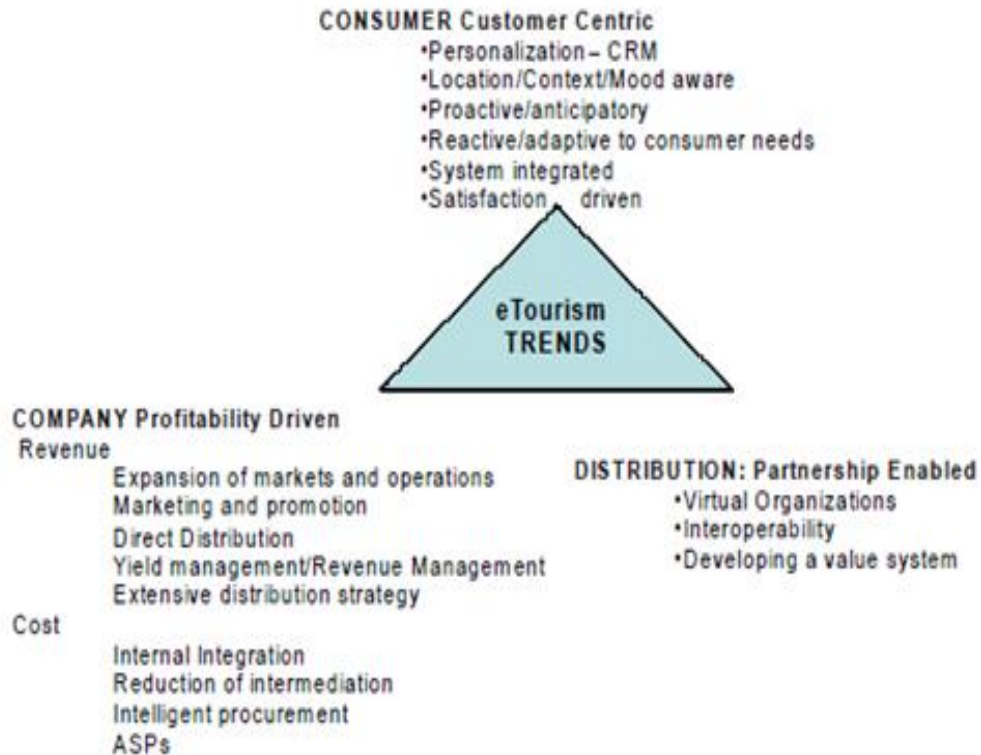 CONSUMER Customer Centric
•Personalization – CRM
•Location/Context/Mood aware
•Proactive/anticipatory
•Reactive/adaptive to consumer needs
•System integrated
•Satisfaction driven
eTourism
TRENDS
COMPANY Profitability Driven
Revenue
Expansion of markets and operations
Marketing and promotion
Direct Distribution
Yield management/Revenue Management
Extensive distribution strategy
Cost
Internal Integration
Reduction of intermediation
Intelligent procurement
ASPs
DISTRIBUTION: Partnership Enabled
•Virtual Organizations
•Interoperability
•Developing a value system